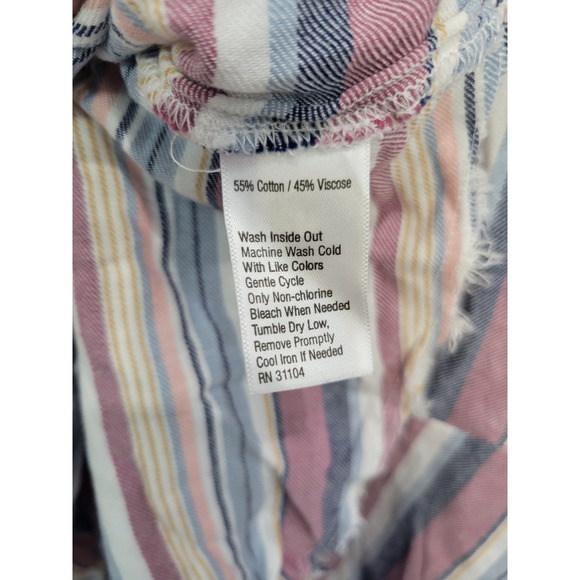 55% Cotton / 45% Viscose
Wash Inside Out
Machine Wash Cold
With Like Colors
Gentle Cycle
Only Non-chlorine
Bleach When Needed
Tumble Dry Low,
Remove Promptly
Cool Iron If Needed
RN 31104